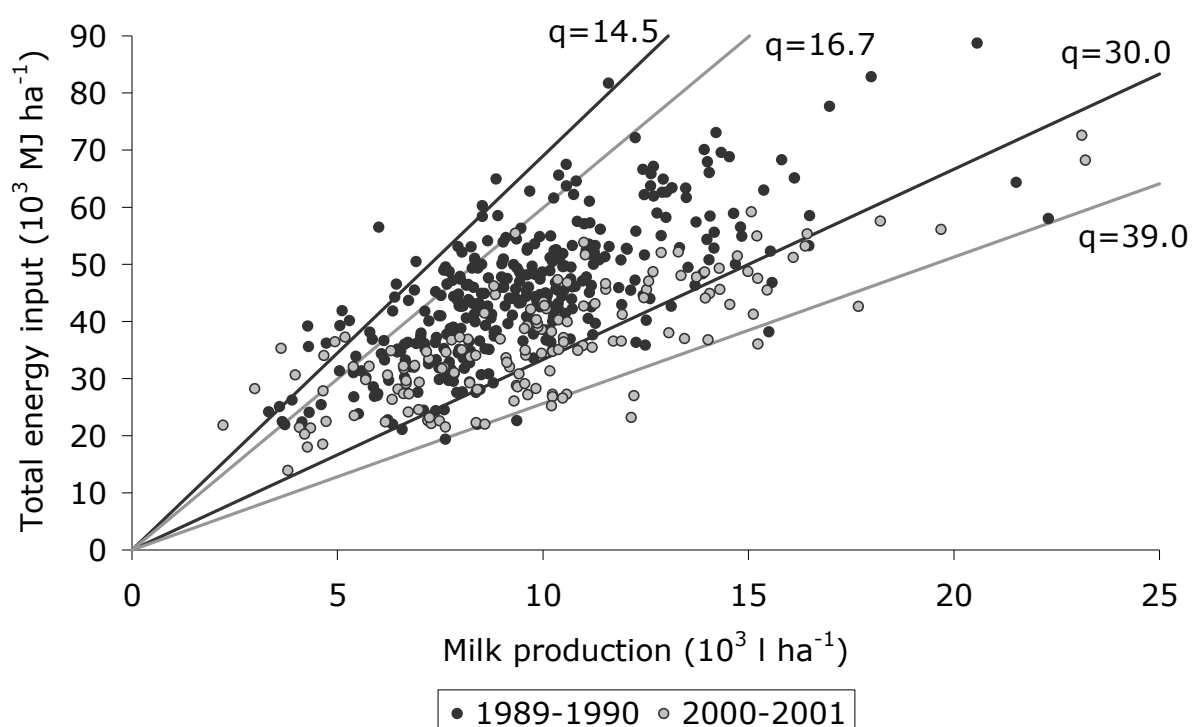 Total energy input (10³ MJ ha⁻¹)
90
80
70
60
50
40
30
20
10
0
q=14.5
q=16.7
q=30.0
q=39.0
0 5 10 15 20 25
Milk production (10³ l ha⁻¹)
1989-1990 2000-2001